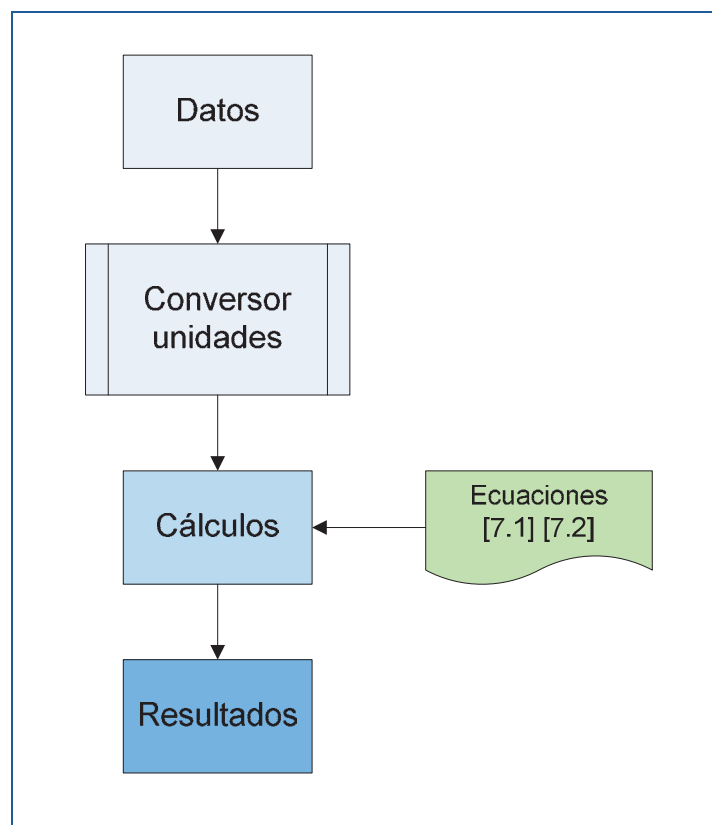 Datos
Conversor
unidades
Cálculos
Ecuaciones
[7.1] [7.2]
Resultados